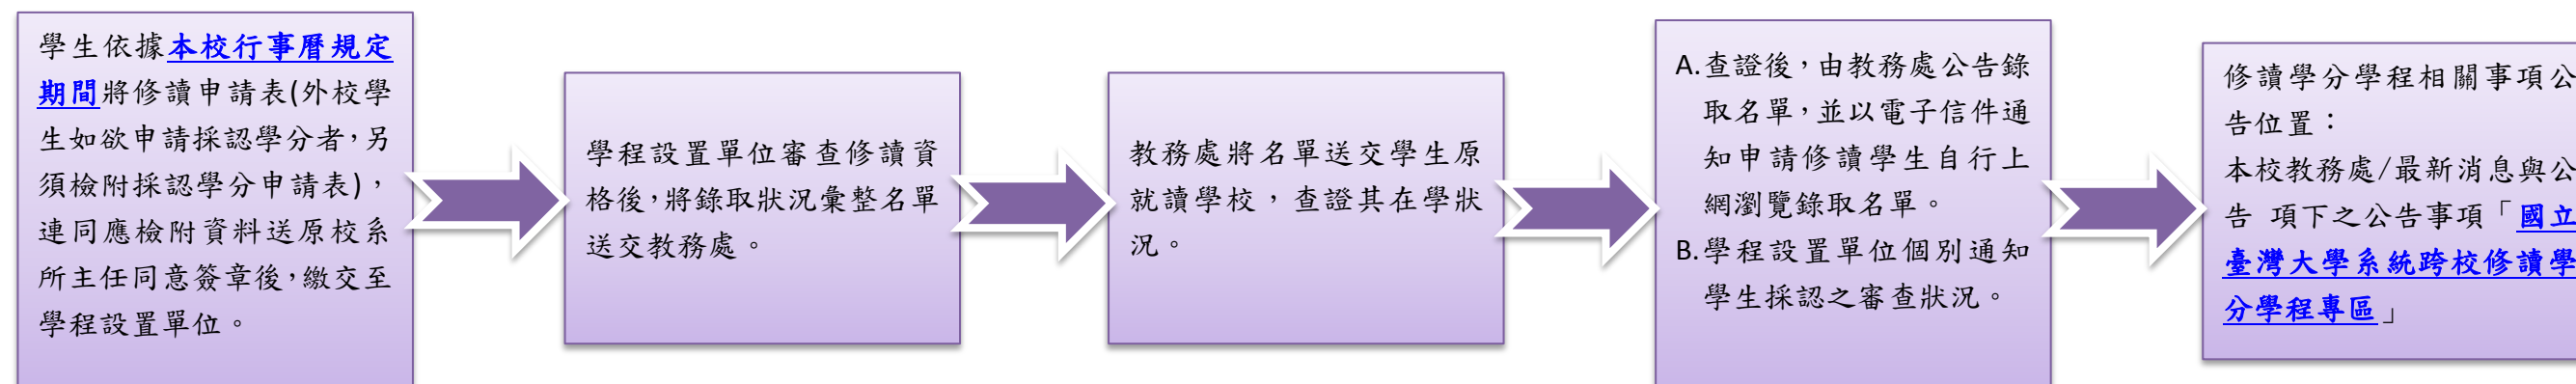 學生依據本校行事曆規定
期間將修讀申請表(外校學
生如欲申請採認學分者，另
須檢附採認學分申請表)，
連同應檢附資料送原校系
所主任同意簽章後，繳交至
學程設置單位。
學程設置單位審查修讀資
格後，將錄取狀況彙整名單
送交教務處。
教務處將名單送交學生原
就讀學校，查證其在學狀
況。
A.查證後，由教務處公告錄
取名單，並以電子信件通
知申請修讀學生自行上
網瀏覽錄取名單。
B.學程設置單位個別通知
學生採認之審查狀況。
修讀學分學程相關事項公
告位置：
本校教務處/最新消息與公
告 項下之公告事項「國立
臺灣大學系統跨校修讀學
分學程專區」